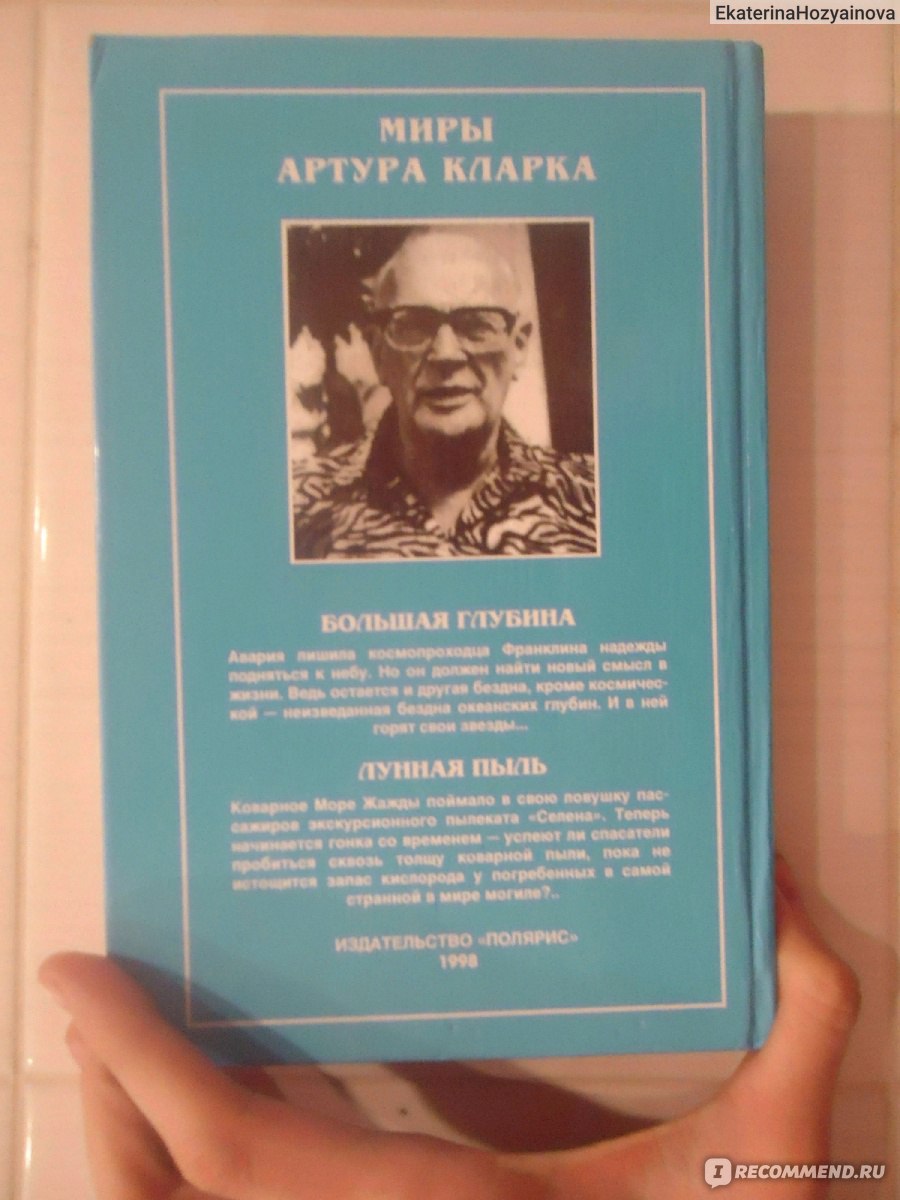 EkaterinaHozyainova
МИРЫ
АРТУРА КЛАРКА
БОЛЬШАЯ ГЛУБИНА
Авария лишила космопроходца Франклина надежды
подняться к небу. Но он должен найти новый смысл в
жизни. Ведь остается и другая бездна, кроме космичес-
кой — неизведанная бездна океанских глубин. И в ней
горят свои звезды...
ЛУННАЯ ПЫЛЬ
Коварное Море Жажды поймало в свою ловушку пас-
сажиров экскурсионного пылеката «Селена». Теперь
начинается гонка со временем — успеют ли спасатели
пробиться сквозь толщу коварной пыли, пока не
истощится запас кислорода у погребенных в самой
странной в мире могиле?..
ИЗДАТЕЛЬСТВО «ПОЛЯРИС»
1998
IRECOMMEND.RU